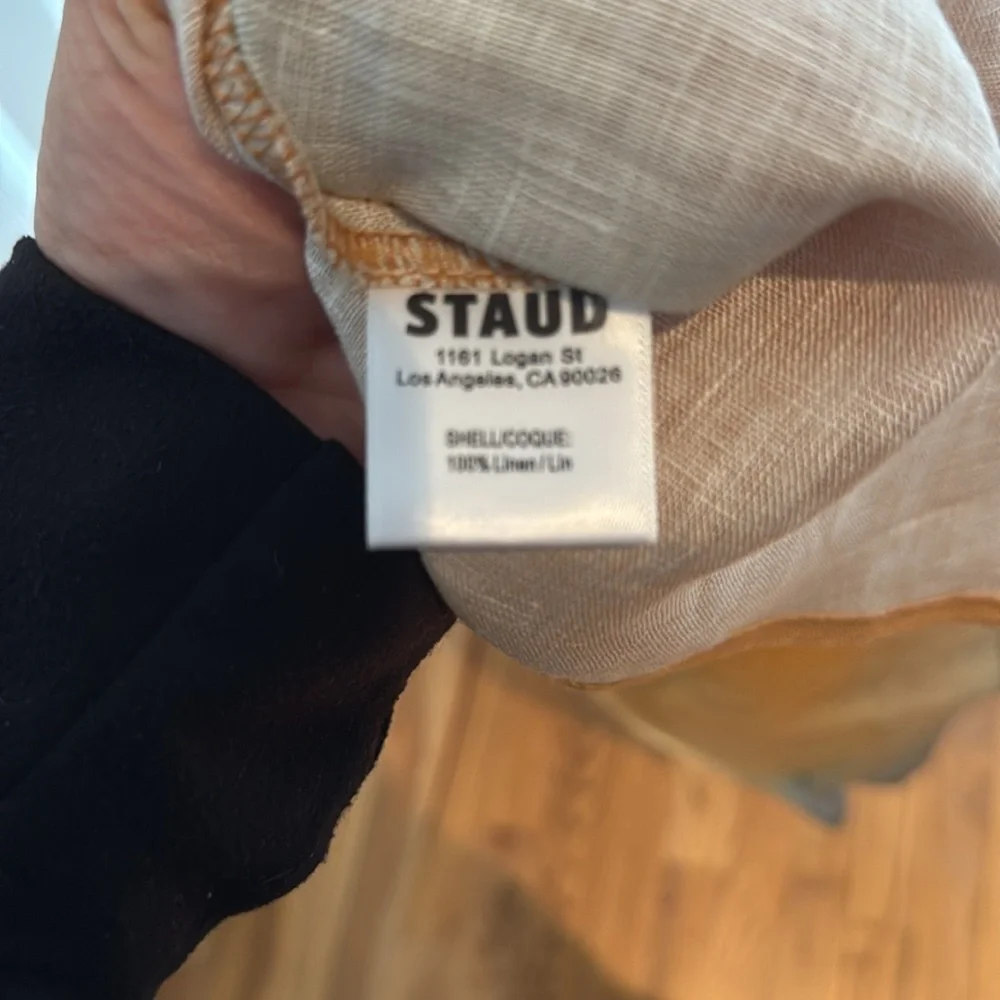 STAUD
1161 Logan St
Los Angeles, CA 90026
SHELL/COQUE:
100% Linen / Lin